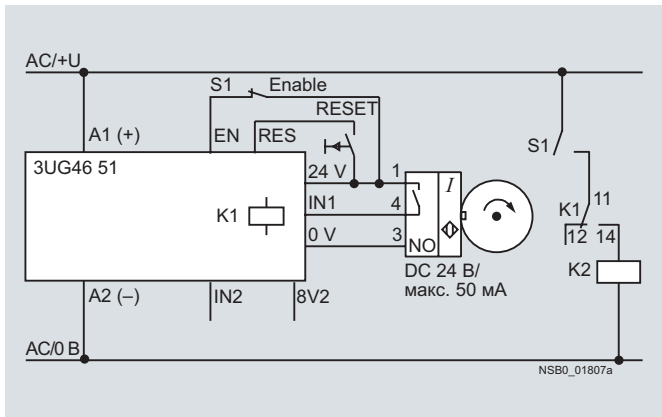 AC/+U
S1 Enable
RESET
A1 (+)
EN
RES
S1
3UG46 51
24 V
1
I
IN1
4
K1
K1
11
0 V
3
NO
12
14
DC 24 В/
макс. 50 мА
K2
A2 (–)
IN2
8V2
AC/0 В
NSB0_01807a